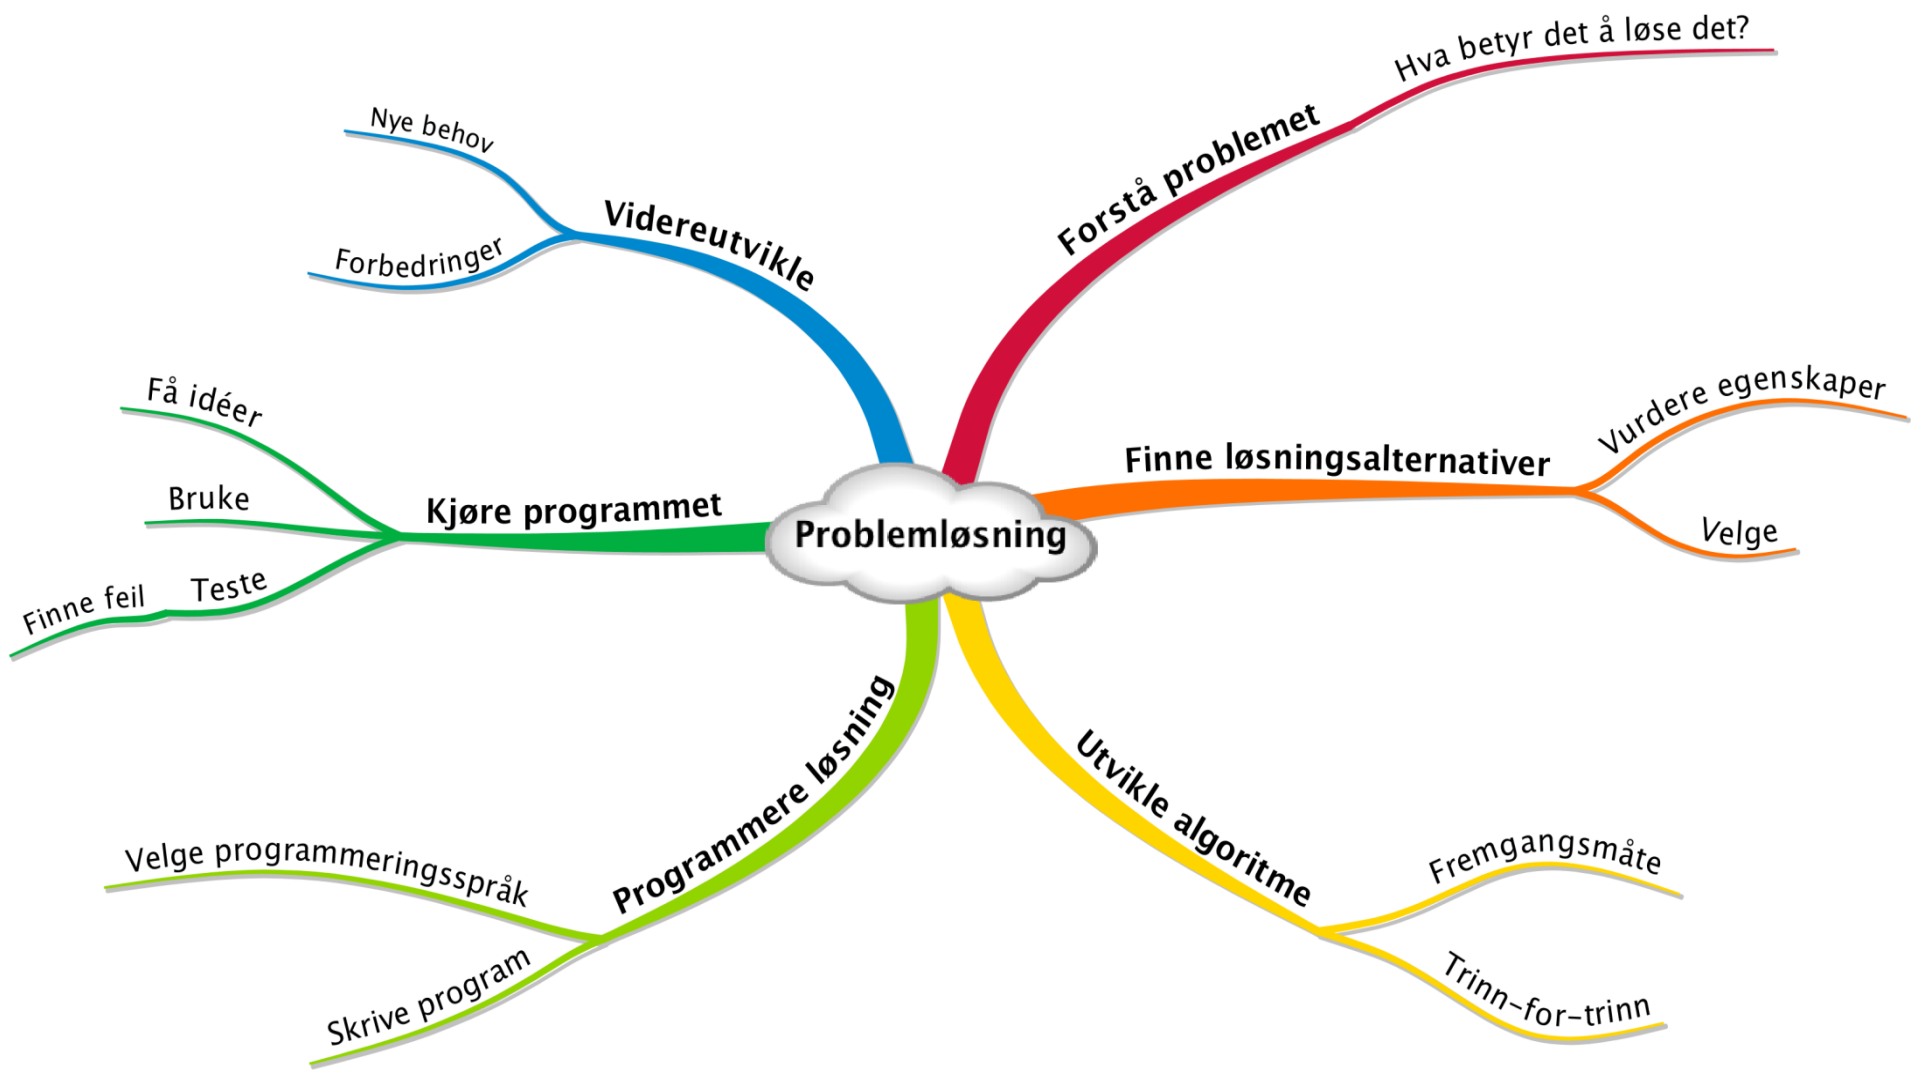 Problemløsning
Forstå problemet
Hva betyr det å løse det?
Finne løsningsalternativer
Vurdere egenskaper
Velge
Utvikle algoritme
Fremgangsmåte
Trinn-for-trinn
Programmere løsning
Velge programmeringsspråk
Skrive program
Kjøre programmet
Få idéer
Bruke
Teste
Finne feil
Videreutvikle
Nye behov
Forbedringer